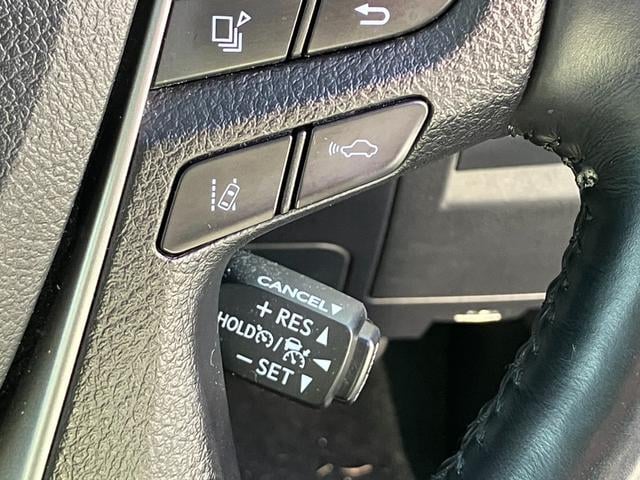 CANCEL▼
+ RES ▲
HOLD /
− SET ▼